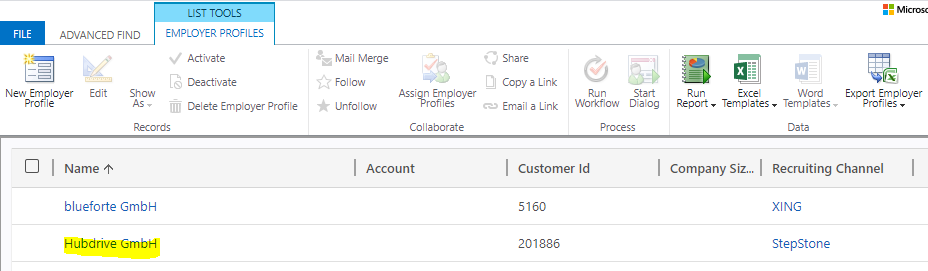 LIST TOOLS
Microso
FILE
ADVANCED FIND
EMPLOYER PROFILES
New Employer Profile
Edit
Show As
Activate
Deactivate
Delete Employer Profile
Records
Mail Merge
Follow
Unfollow
Assign Employer Profiles
Share
Copy a Link
Email a Link
Collaborate
Run Workflow
Start Dialog
Process
Run Report
Excel Templates
Word Templates
Export Employer Profiles
Data
Name Account Customer Id Company Siz... Recruiting Channel
blueforte GmbH 5160 XING
Hubdrive GmbH 201886 StepStone